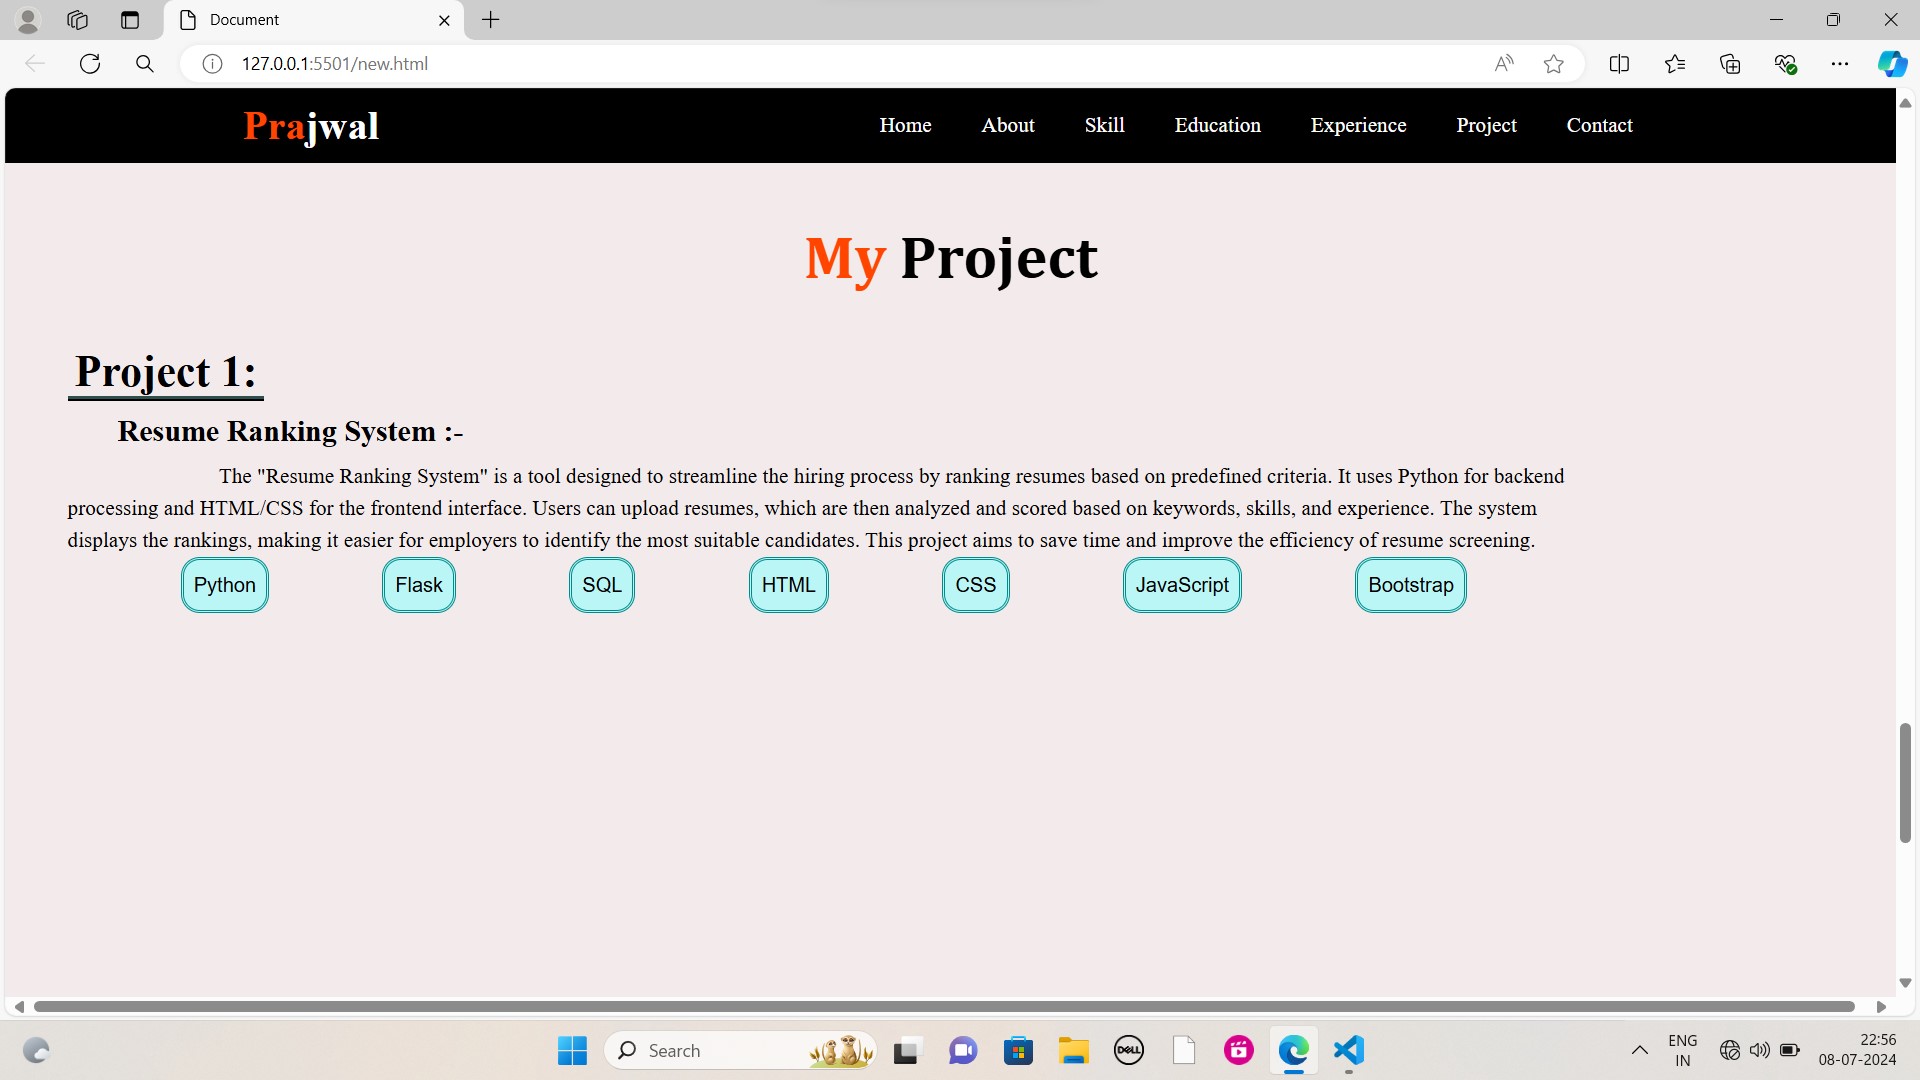 Document
127.0.0.1:5501/new.html
Prajwal
Home About Skill Education Experience Project Contact
My Project
Project 1:
Resume Ranking System :-
The "Resume Ranking System" is a tool designed to streamline the hiring process by ranking resumes based on predefined criteria. It uses Python for backend
processing and HTML/CSS for the frontend interface. Users can upload resumes, which are then analyzed and scored based on keywords, skills, and experience. The system
displays the rankings, making it easier for employers to identify the most suitable candidates. This project aims to save time and improve the efficiency of resume screening.
Python Flask SQL HTML CSS JavaScript Bootstrap
Search
DELL
ENG
IN
22:56
08-07-2024